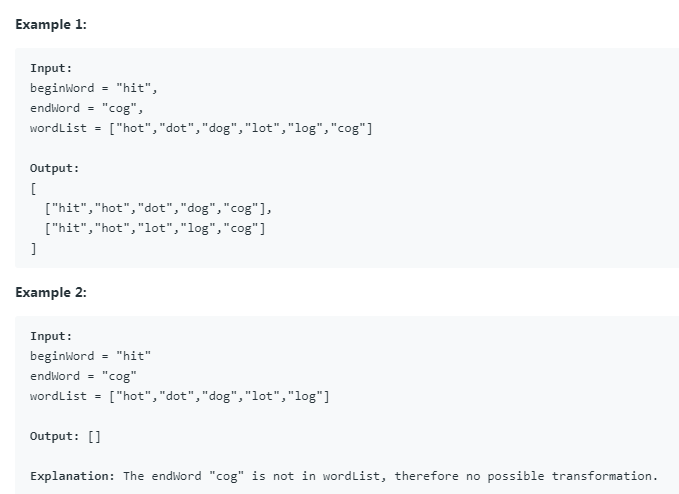 Example 1:
Input:
beginWord = "hit",
endWord = "cog",
wordList = ["hot","dot","dog","lot","log","cog"]
Output:
[
["hit","hot","dot","dog","cog"],
["hit","hot","lot","log","cog"]
]
Example 2:
Input:
beginWord = "hit"
endWord = "cog"
wordList = ["hot","dot","dog","lot","log"]
Output: []
Explanation: The endWord "cog" is not in wordList, therefore no possible transformation.